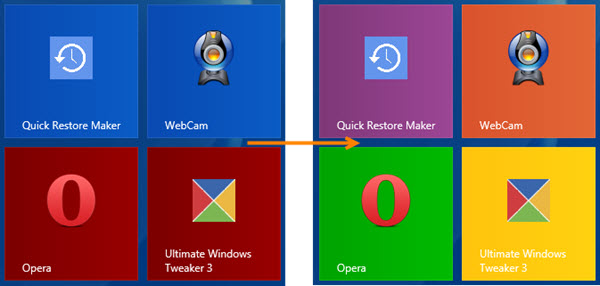 Quick Restore Maker
WebCam
Opera
Ultimate Windows
Tweaker 3
Quick Restore Maker
WebCam
Opera
Ultimate Windows
Tweaker 3